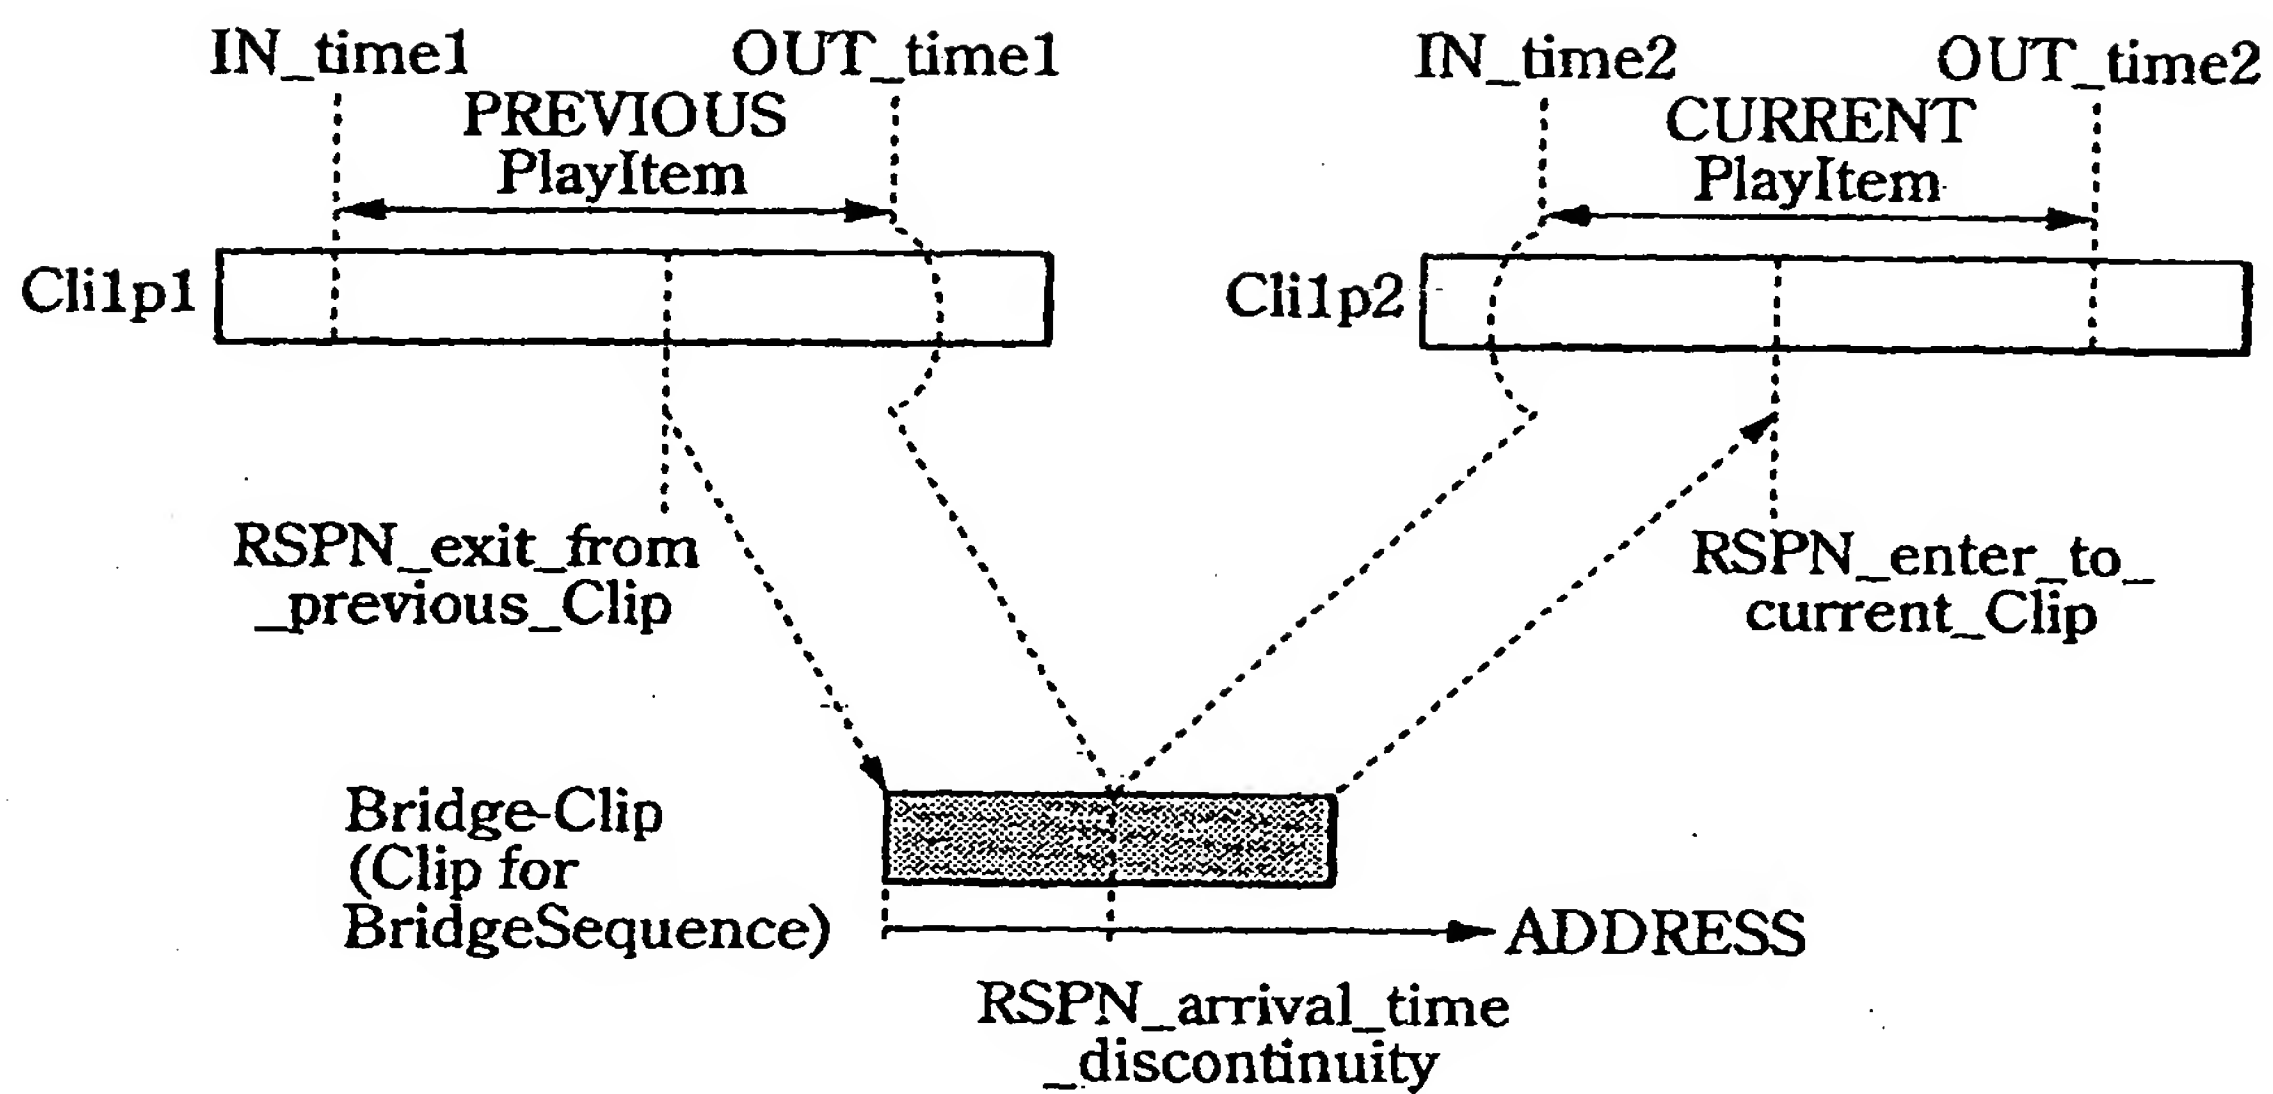 IN_time1
OUT_time1
IN_time2
OUT_time2
PREVIOUS
PlayItem
CURRENT
PlayItem
Cli1p1
Cli1p2
RSPN_exit_from
_previous_Clip
RSPN_enter_to_
current_Clip
Bridge-Clip
(Clip for
BridgeSequence)
ADDRESS
RSPN_arrival_time
_discontinuity